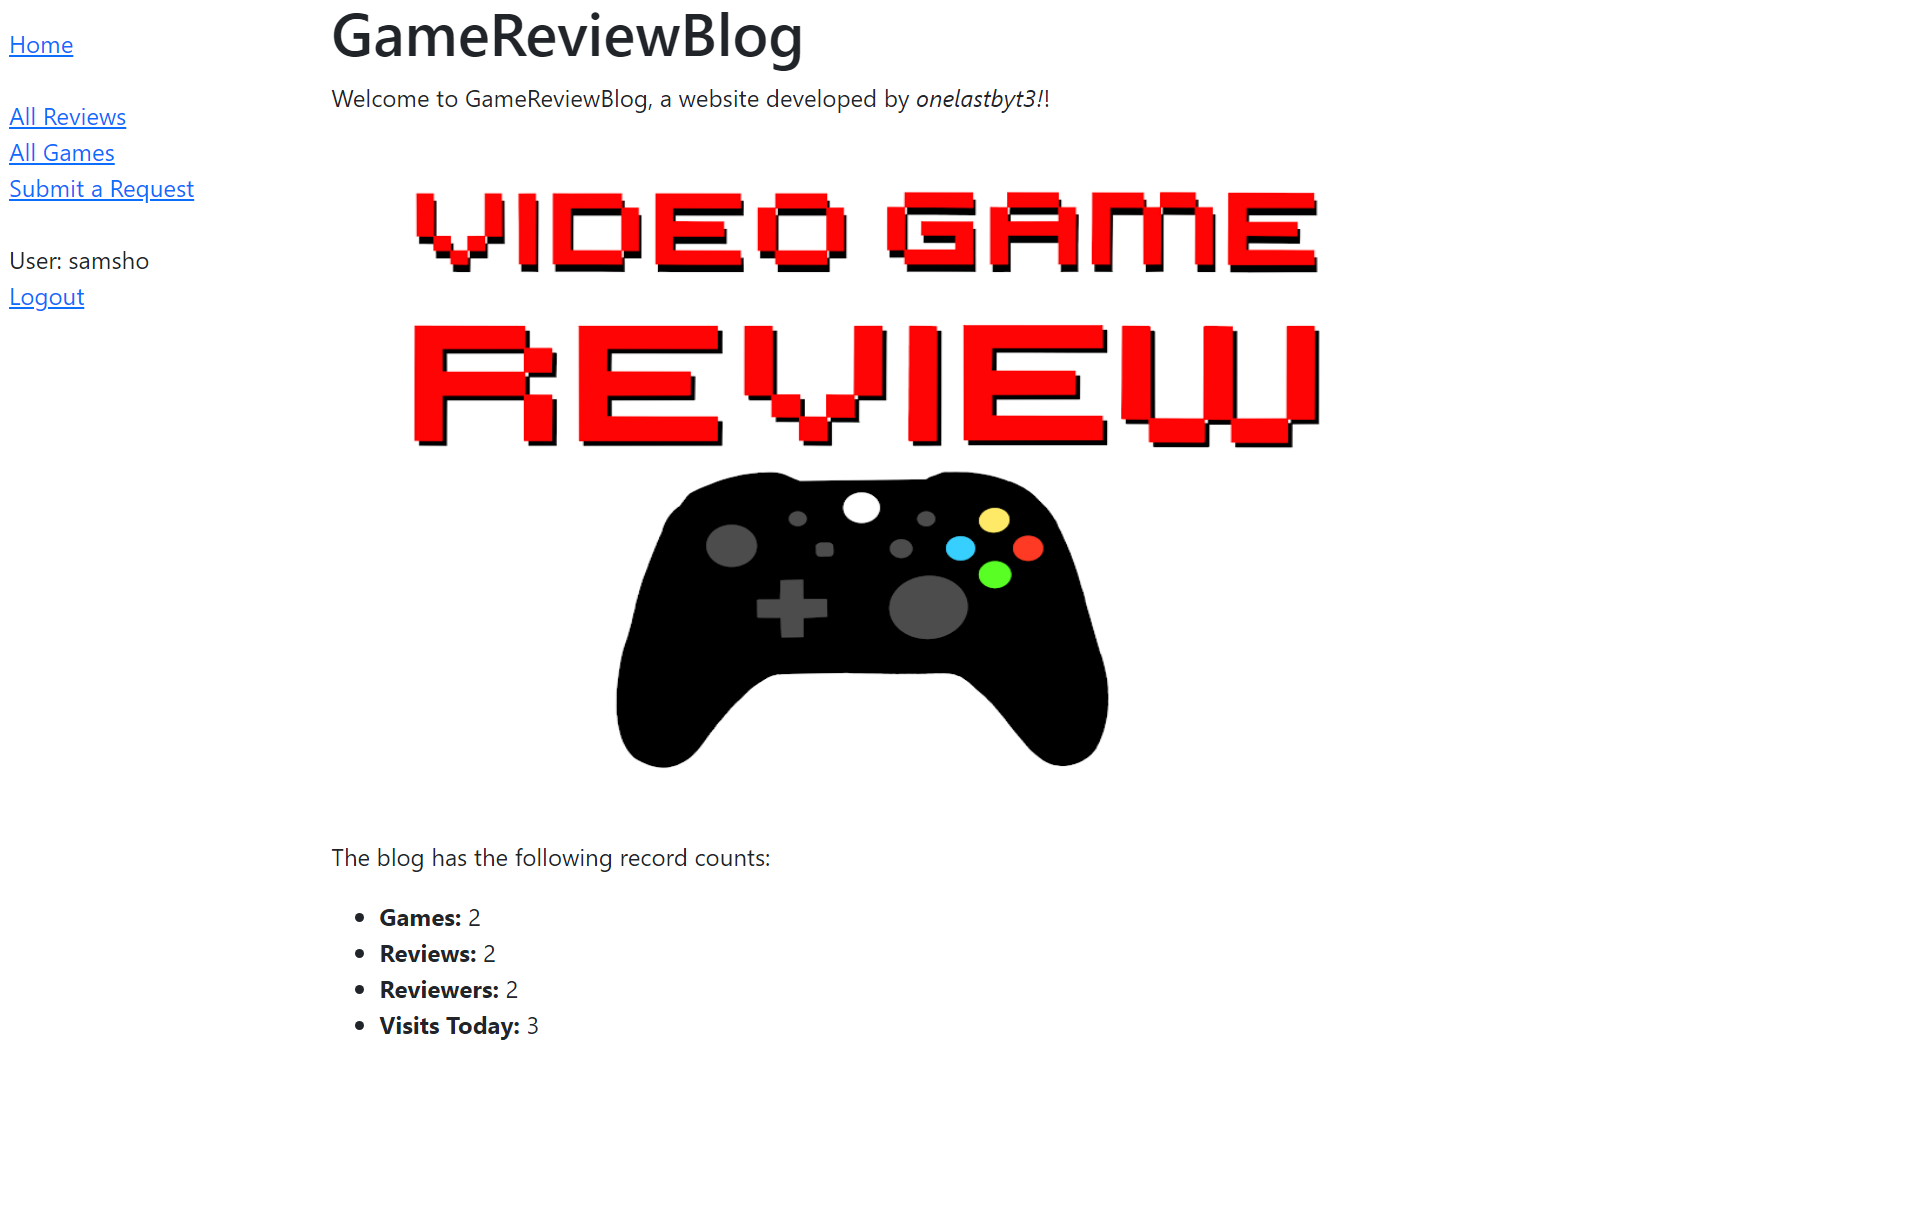 Home
All Reviews
All Games
Submit a Request
User: samsho
Logout
GameReviewBlog
Welcome to GameReviewBlog, a website developed by onelastbyt3!!
VIDEO GAME
REVIEW
The blog has the following record counts:
Games: 2
Reviews: 2
Reviewers: 2
Visits Today: 3